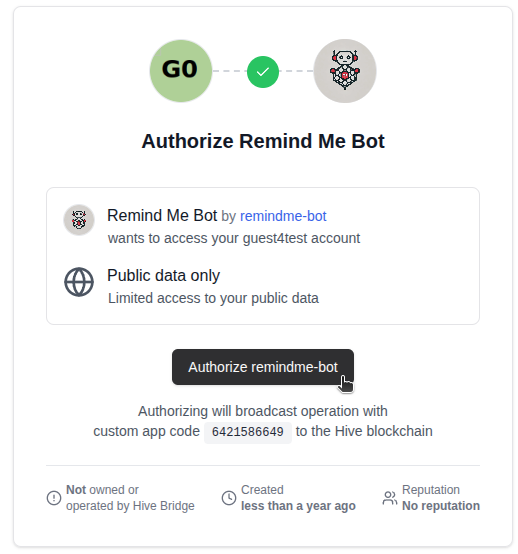 G0
Authorize Remind Me Bot
Remind Me Bot by remindme-bot
wants to access your guest4test account
Public data only
Limited access to your public data
Authorize remindme-bot
Authorizing will broadcast operation with
custom app code 6421586649 to the Hive blockchain
Not owned or
operated by Hive Bridge
Created
less than a year ago
Reputation
No reputation